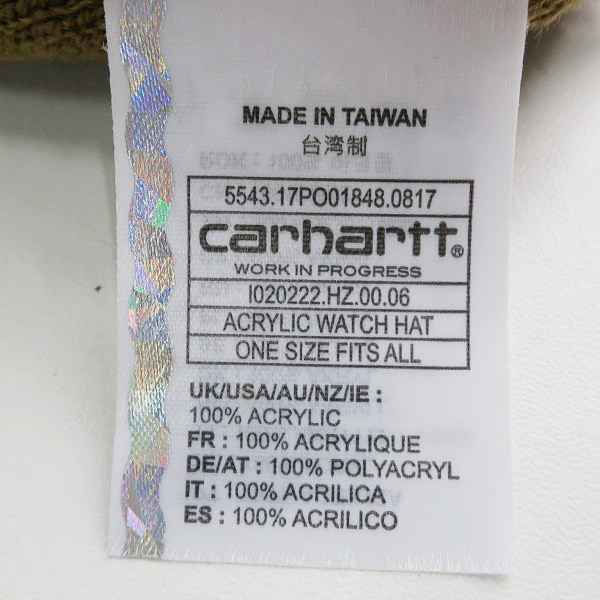 MADE IN TAIWAN
台湾制
5543.17PO01848.0817
carhartt®
WORK IN PROGRESS
I020222.HZ.00.06
ACRYLIC WATCH HAT
ONE SIZE FITS ALL
UK/USA/AU/NZ/IE :
100% ACRYLIC
FR : 100% ACRYLIQUE
DE/AT : 100% POLYACRYL
IT : 100% ACRILICA
ES : 100% ACRILICO